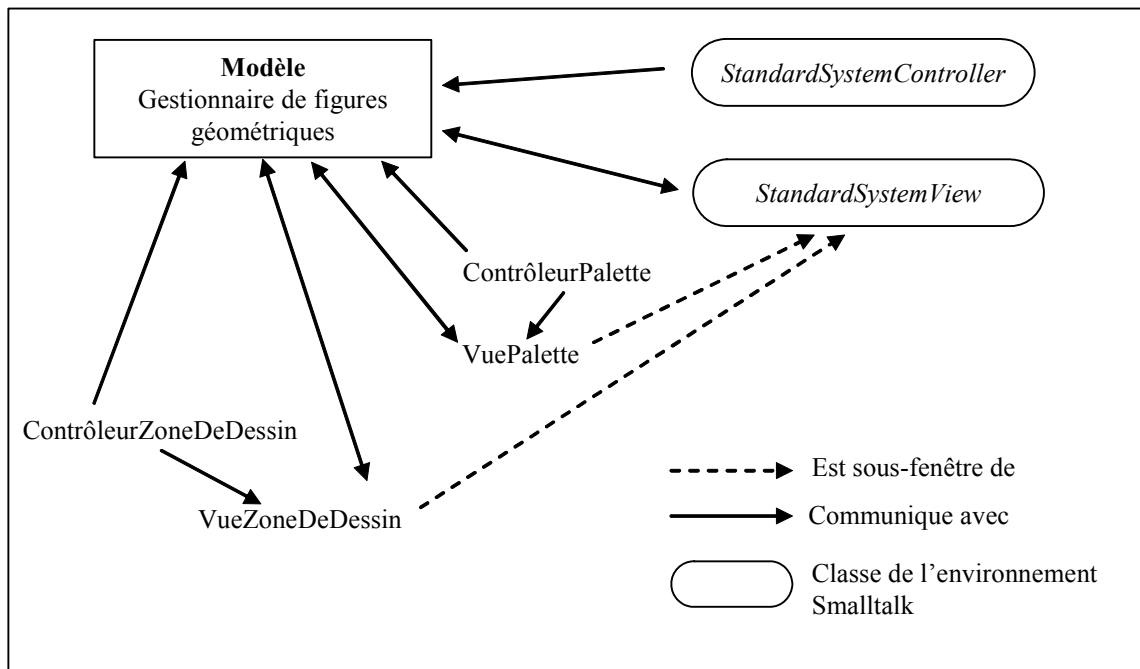 Modèle
Gestionnaire de figures
géométriques
StandardSystemController
StandardSystemView
ContrôleurPalette
VuePalette
ContrôleurZoneDeDessin
VueZoneDeDessin
Est sous-fenêtre de
Communique avec
Classe de l’environnement
Smalltalk